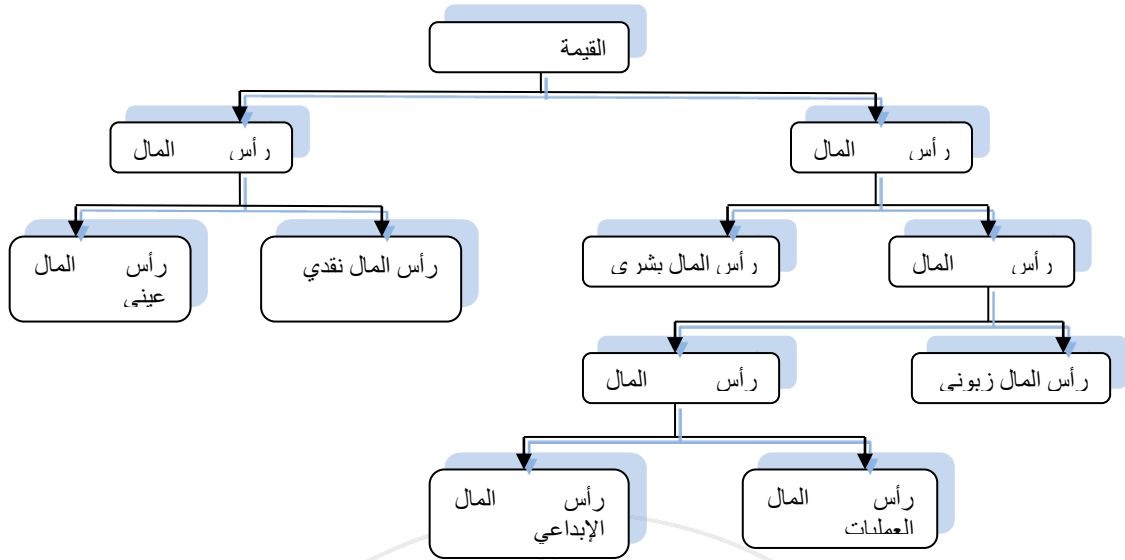 القيمة
رأس المال
رأس المال
رأس المال بشري
رأس المال
رأس المال نقدي
رأس المال
عيني
رأس المال زبوني
رأس المال
رأس المال
العمليات
رأس المال
الإبداعي